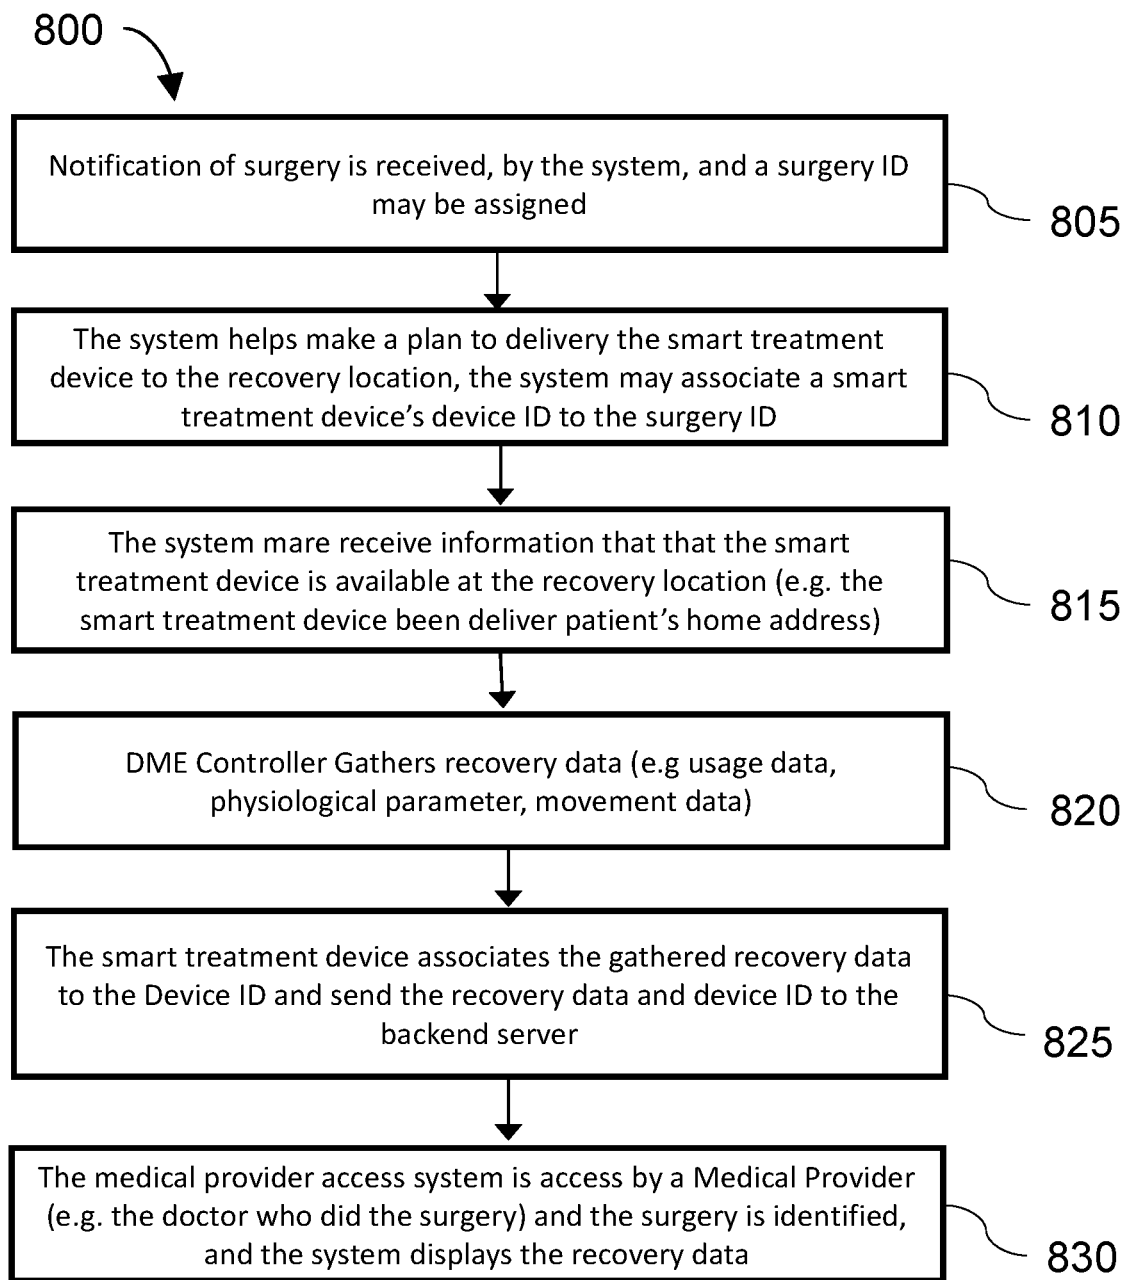 800
Notification of surgery is received, by the system, and a surgery ID
may be assigned
805
The system helps make a plan to delivery the smart treatment
device to the recovery location, the system may associate a smart
treatment device’s device ID to the surgery ID
810
The system mare receive information that that the smart
treatment device is available at the recovery location (e.g. the
smart treatment device been deliver patient’s home address)
815
DME Controller Gathers recovery data (e.g usage data,
physiological parameter, movement data)
820
The smart treatment device associates the gathered recovery data
to the Device ID and send the recovery data and device ID to the
backend server
825
The medical provider access system is access by a Medical Provider
(e.g. the doctor who did the surgery) and the surgery is identified,
and the system displays the recovery data
830